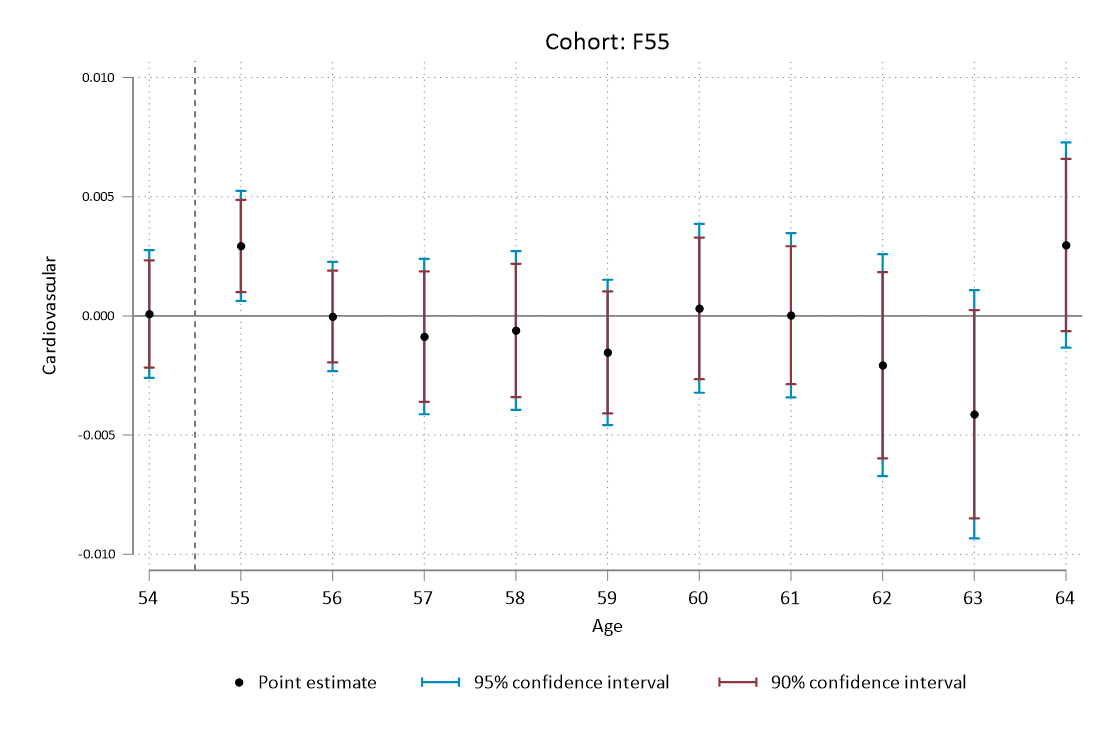 Cohort: F55
0.010
0.005
0.000
-0.005
-0.010
Cardiovascular
54 55 56 57 58 59 60 61 62 63 64
Age
Point estimate 95% confidence interval 90% confidence interval